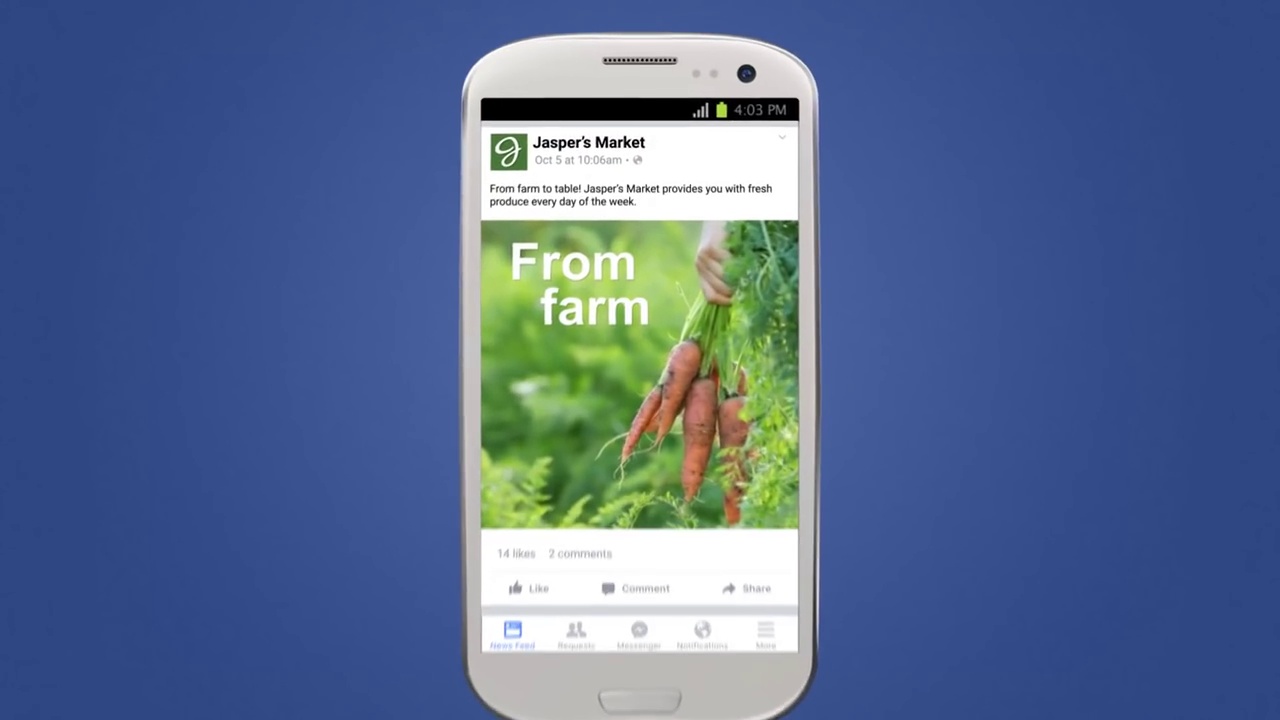 4:03 PM
Jasper's Market
Oct 5 at 10:06am •
From farm to table! Jasper's Market provides you with fresh
produce every day of the week.
From
farm
14 likes 2 comments
Like Comment Share
News Feed Requests Messenger Notifications More